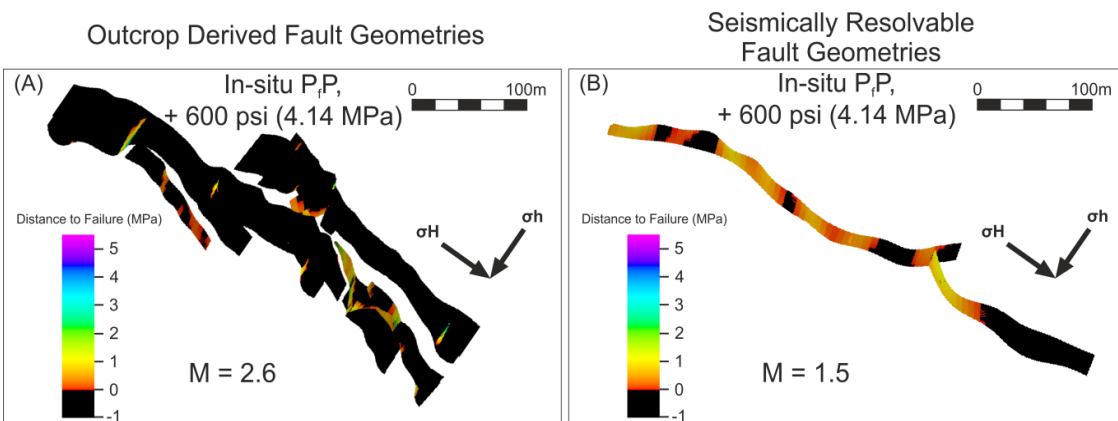 Outcrop Derived Fault Geometries
Seismically Resolvable
Fault Geometries
(A)
In-situ PfP,
+ 600 psi (4.14 MPa)
0 100m
Distance to Failure (MPa)
5
4
3
2
1
0
-1
σH
σh
M = 2.6
(B)
In-situ PfP,
+ 600 psi (4.14 MPa)
0 100m
Distance to Failure (MPa)
5
4
3
2
1
0
-1
σH
σh
M = 1.5